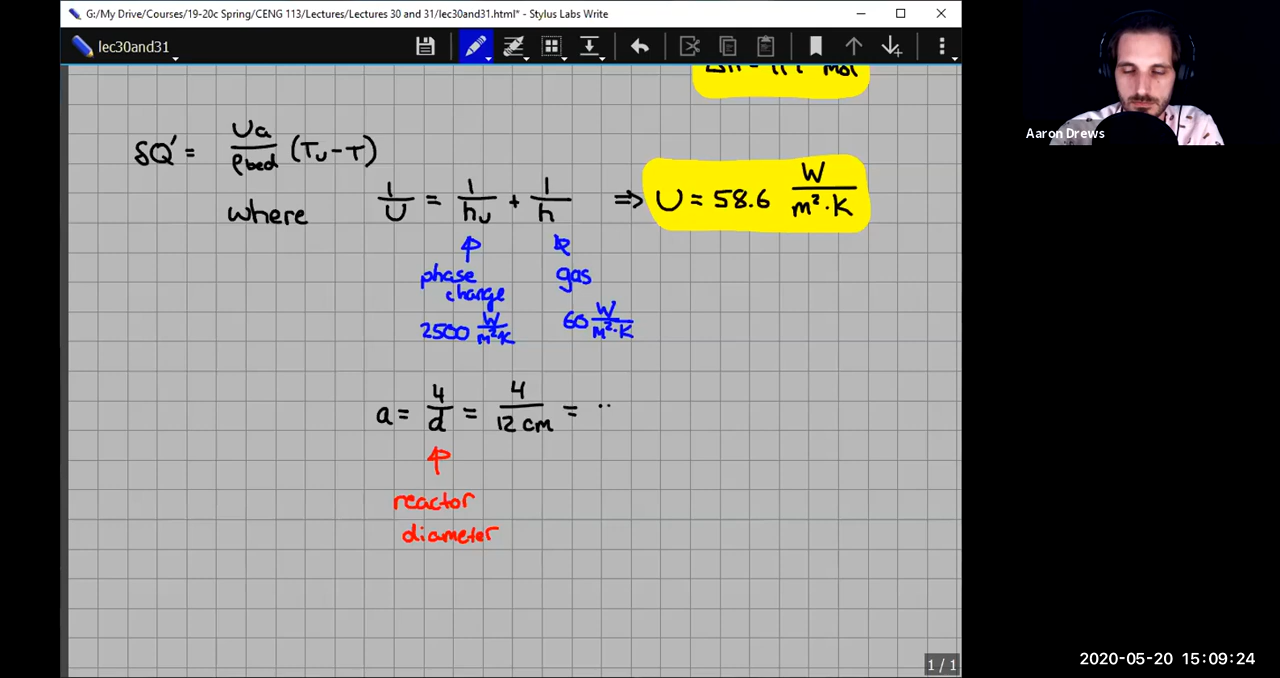 G:/My Drive/Courses/19-20c Spring/CENG 113/Lectures/Lectures 30 and 31/lec30and31.html* - Stylus Labs Write
lec30and31
mol
δQ' = Ua/ρbed (Tu - T)
where 1/U = 1/hu + 1/h ⇒ U = 58.6 W/m²·K
phase change
2500 W/m²K
gas
60 W/m²·K
a = 4/d = 4/12 cm = ..
reactor
diameter
1 / 1
Aaron Drews
2020-05-20 15:09:24